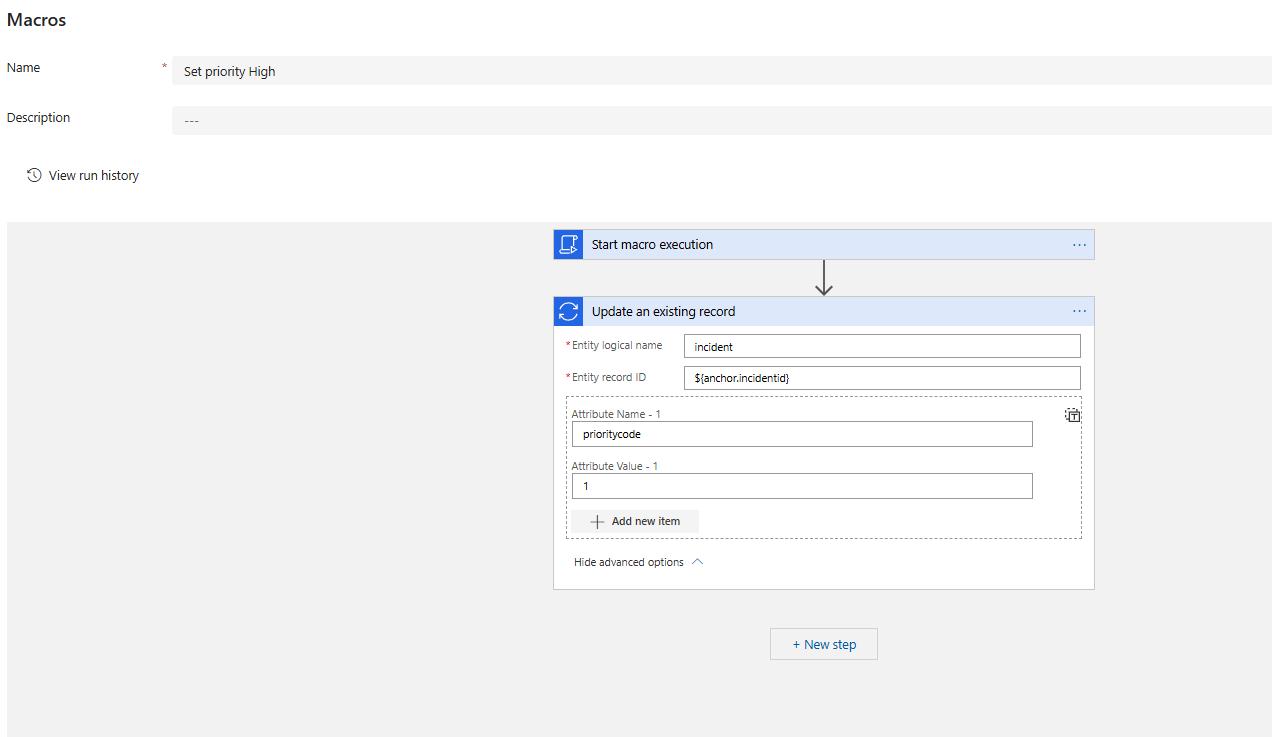 Macros
Name * Set priority High
Description ---
View run history
Start macro execution ...
Update an existing record ...
*Entity logical name incident
*Entity record ID ${anchor.incidentid}
Attribute Name - 1
prioritycode
Attribute Value - 1
1
Add new item
Hide advanced options
+ New step